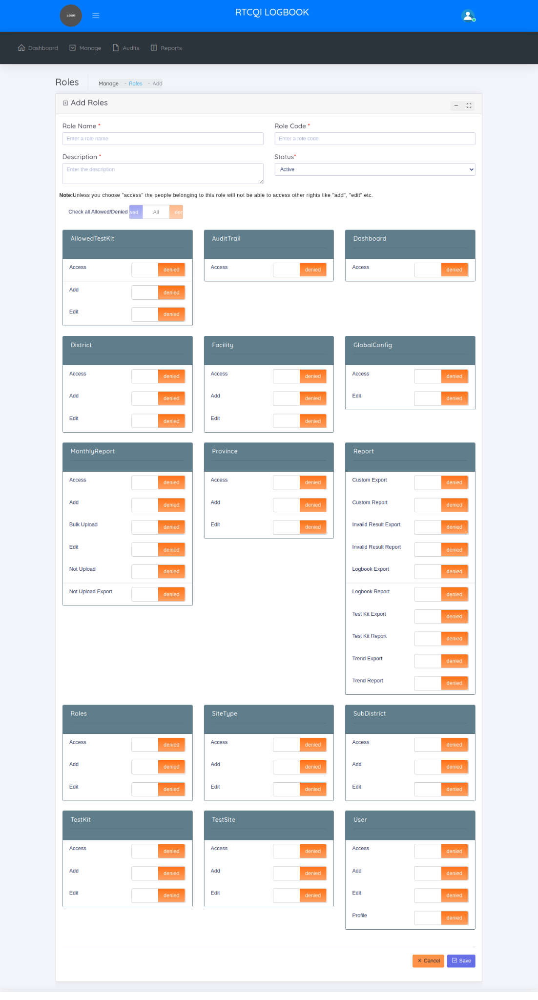 LOGO
RTCQI LOGBOOK
Dashboard Manage Audits Reports
Roles Manage - Roles - Add
Add Roles
Role Name * Role Code *
Enter a role name Enter a role code
Description * Status*
Enter the description Active
Note:Unless you choose "access" the people belonging to this role will not be able to access other rights like "add", "edit" etc.
Check all Allowed/Denied wed All den
AllowedTestKit AuditTrail Dashboard
Access denied Access denied Access denied
Add denied
Edit denied
District Facility GlobalConfig
Access denied Access denied Access denied
Add denied Add denied Edit denied
Edit denied Edit denied
MonthlyReport Province Report
Access denied Access denied Custom Export denied
Add denied Add denied Custom Report denied
Bulk Upload denied Edit denied Invalid Result Export denied
Edit denied Invalid Result Report denied
Not Upload denied Logbook Export denied
Not Upload Export denied Logbook Report denied
Test Kit Export denied
Test Kit Report denied
Trend Export denied
Trend Report denied
Roles SiteType SubDistrict
Access denied Access denied Access denied
Add denied Add denied Add denied
Edit denied Edit denied Edit denied
TestKit TestSite User
Access denied Access denied Access denied
Add denied Add denied Add denied
Edit denied Edit denied Edit denied
Profile denied
Cancel Save